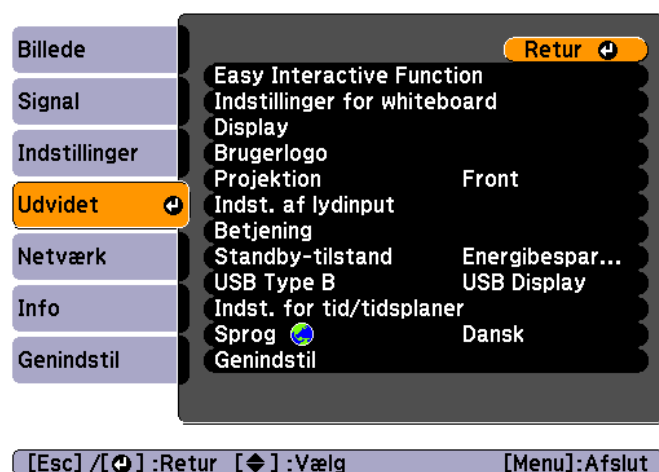 Billede
Signal
Indstillinger
Udvidet
Netværk
Info
Genindstil
Retur
Easy Interactive Function
Indstillinger for whiteboard
Display
Brugerlogo
Projektion Front
Indst. af lydinput
Betjening
Standby-tilstand Energibespar...
USB Type B USB Display
Indst. for tid/tidsplaner
Sprog Dansk
Genindstil
[Esc] /[ ] :Retur [ ] :Vælg [Menu]:Afslut